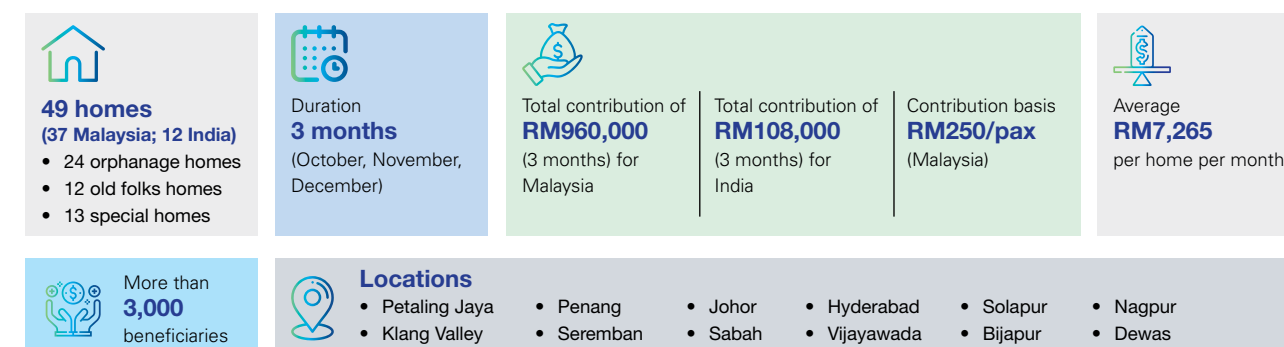 49 homes
(37 Malaysia; 12 India)
• 24 orphanage homes
• 12 old folks homes
• 13 special homes
Duration
3 months
(October, November,
December)
Total contribution of
RM960,000
(3 months) for
Malaysia
Total contribution of
RM108,000
(3 months) for
India
Contribution basis
RM250/pax
(Malaysia)
Average
RM7,265
per home per month
More than
3,000
beneficiaries
Locations
• Petaling Jaya
• Klang Valley
• Penang
• Seremban
• Johor
• Sabah
• Hyderabad
• Vijayawada
• Solapur
• Bijapur
• Nagpur
• Dewas